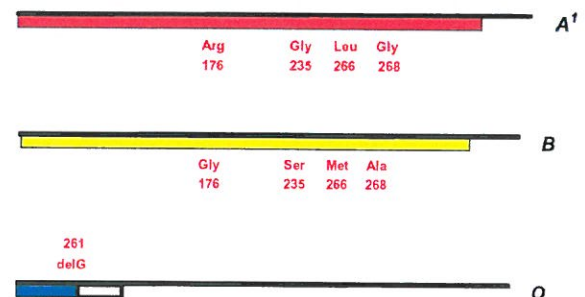 A¹
Arg Gly Leu Gly
176 235 266 268
B
Gly Ser Met Ala
176 235 266 268
261
delG
O